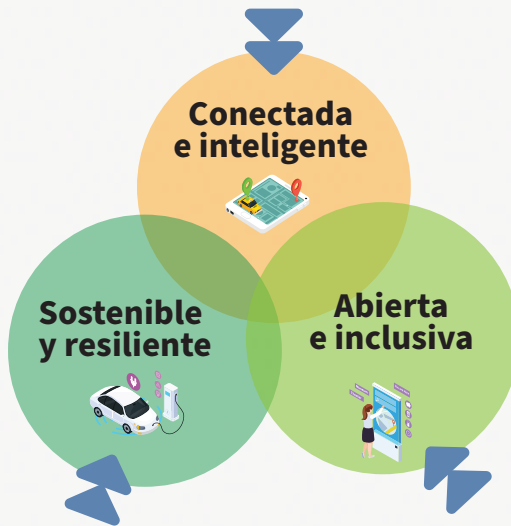 Conectada
e inteligente
Sostenible
y resiliente
Abierta
e inclusiva